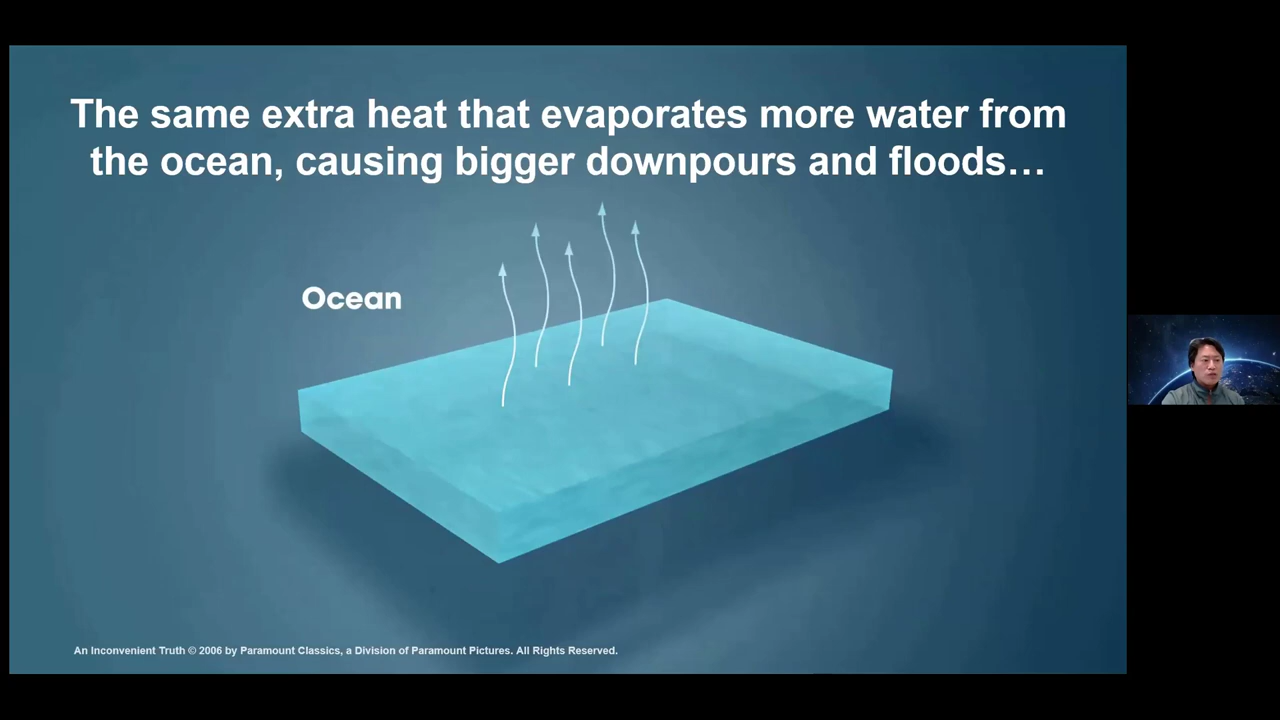 The same extra heat that evaporates more water from
the ocean, causing bigger downpours and floods…
Ocean
An Inconvenient Truth © 2006 by Paramount Classics, a Division of Paramount Pictures. All Rights Reserved.